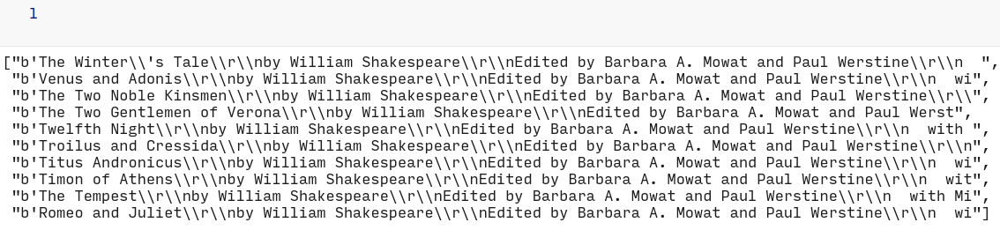 l
["b'The Winter\\'s Tale\\r\\nby William Shakespeare\\r\\nEdited by Barbara A. Mowat and Paul Werstine\\r\\n  ",
 "b'Venus and Adonis\\r\\nby William Shakespeare\\r\\nEdited by Barbara A. Mowat and Paul Werstine\\r\\n  wi",
 "b'The Two Noble Kinsmen\\r\\nby William Shakespeare\\r\\nEdited by Barbara A. Mowat and Paul Werstine\\r\\",
 "b'The Two Gentlemen of Verona\\r\\nby William Shakespeare\\r\\nEdited by Barbara A. Mowat and Paul Werst",
 "b'Twelfth Night\\r\\nby William Shakespeare\\r\\nEdited by Barbara A. Mowat and Paul Werstine\\r\\n  with ",
 "b'Troilus and Cressida\\r\\nby William Shakespeare\\r\\nEdited by Barbara A. Mowat and Paul Werstine\\r\\n",
 "b'Titus Andronicus\\r\\nby William Shakespeare\\r\\nEdited by Barbara A. Mowat and Paul Werstine\\r\\n  wi",
 "b'Timon of Athens\\r\\nby William Shakespeare\\r\\nEdited by Barbara A. Mowat and Paul Werstine\\r\\n  wit",
 "b'The Tempest\\r\\nby William Shakespeare\\r\\nEdited by Barbara A. Mowat and Paul Werstine\\r\\n  with Mi",
 "b'Romeo and Juliet\\r\\nby William Shakespeare\\r\\nEdited by Barbara A. Mowat and Paul Werstine\\r\\n  wi"]